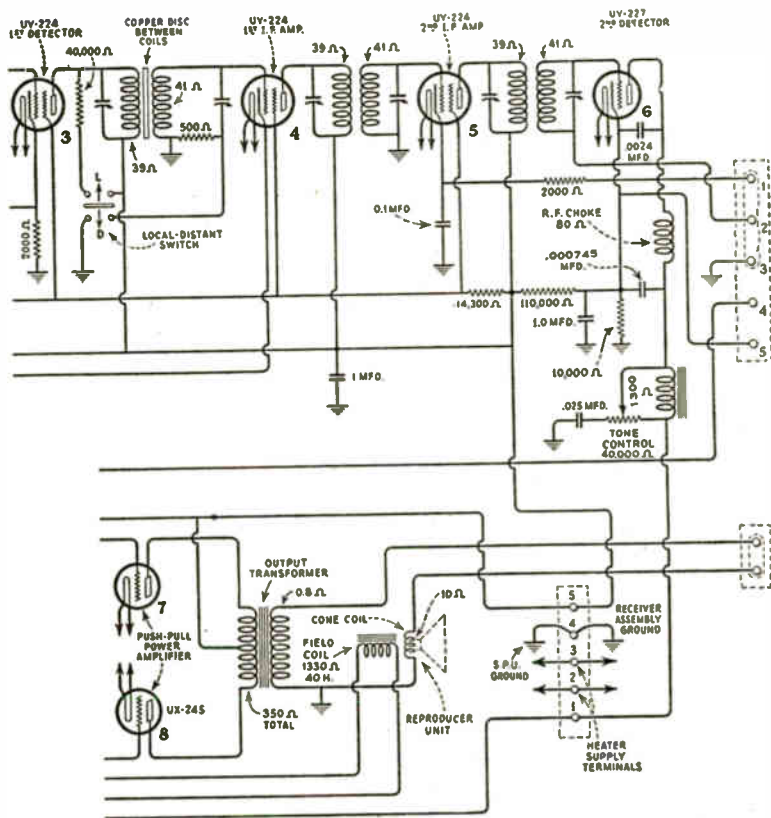 UY-224
1ST DETECTOR
40,000 Ω
COPPER DISC
BETWEEN
COILS
UY-224
1ST I.F. AMP.
39 Ω
41 Ω
UY-224
2ND I.F. AMP
39 Ω
41 Ω
UY-227
2ND DETECTOR
3
41 Ω
500 Ω
39 Ω
4
5
6
.0024
MFD
L
D
LOCAL-DISTANT
SWITCH
2000 Ω
0.1 MFD
2000 Ω
R.F. CHOKE
80 Ω
.000745
MFD.
1
2
3
4
5
14,300 Ω
110,000 Ω
1.0 MFD.
10,000 Ω
1 MFD.
.025 MFD.
1300
Ω
TONE
CONTROL
40,000 Ω
7
PUSH-PULL
POWER
AMPLIFIER
UX-245
8
OUTPUT
TRANSFORMER
0.8 Ω
350 Ω
TOTAL
CONE COIL
FIELD
COIL
1330 Ω
40 H.
10 Ω
REPRODUCER
UNIT
5
4
3
2
1
RECEIVER
ASSEMBLY
GROUND
S.P.U.
GROUND
HEATER
SUPPLY
TERMINALS